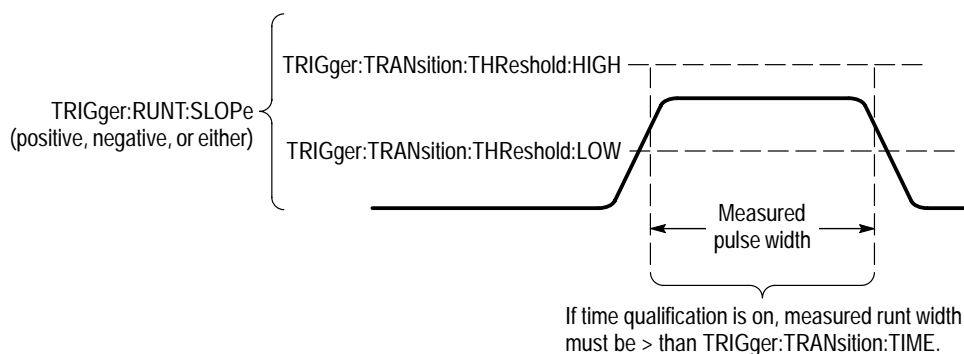 TRIGger:TRANsition:THReshold:HIGH
TRIGger:RUNT:SLOPe
(positive, negative, or either)
TRIGger:TRANsition:THReshold:LOW
Measured
pulse width
If time qualification is on, measured runt width
must be > than TRIGger:TRANsition:TIME.